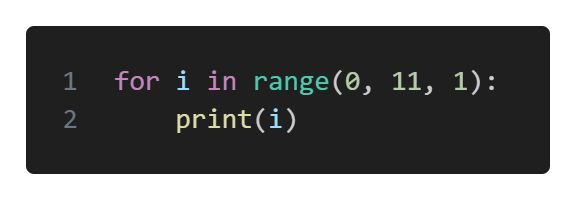 1 for i in range(0, 11, 1):
2     print(i)